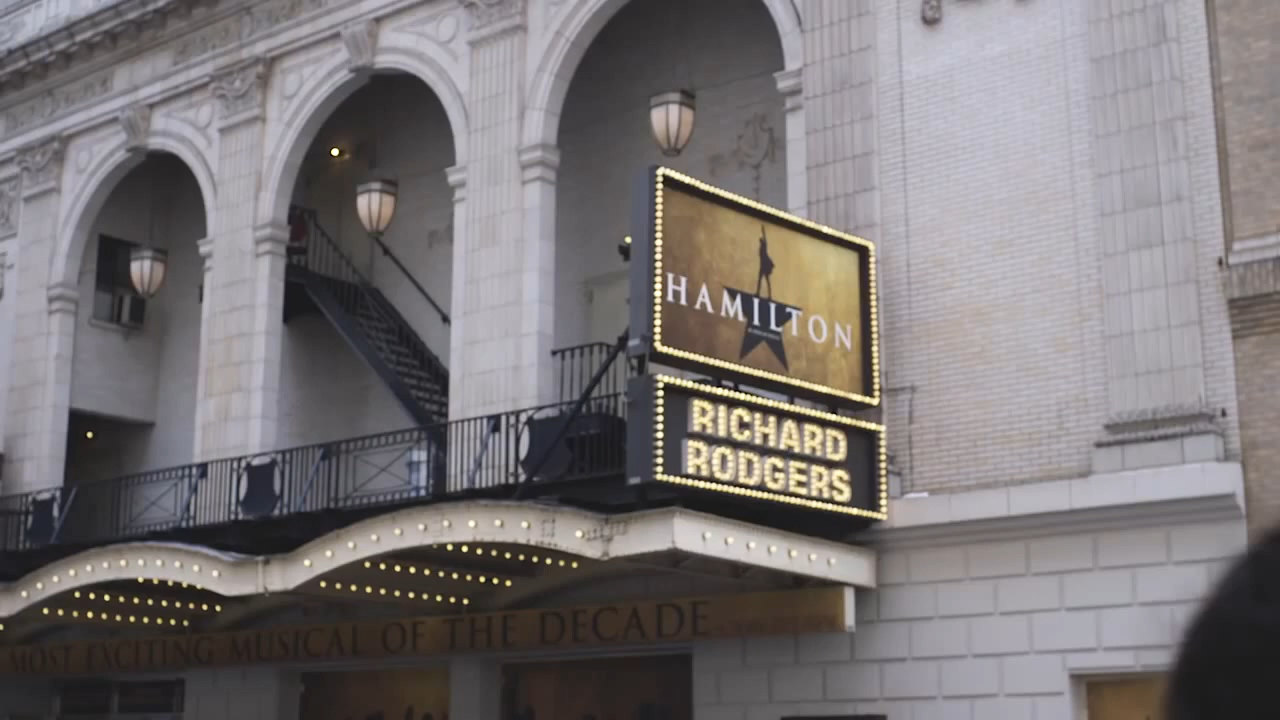 HAMILTON
RICHARD
RODGERS
MOST EXCITING MUSICAL OF THE DECADE